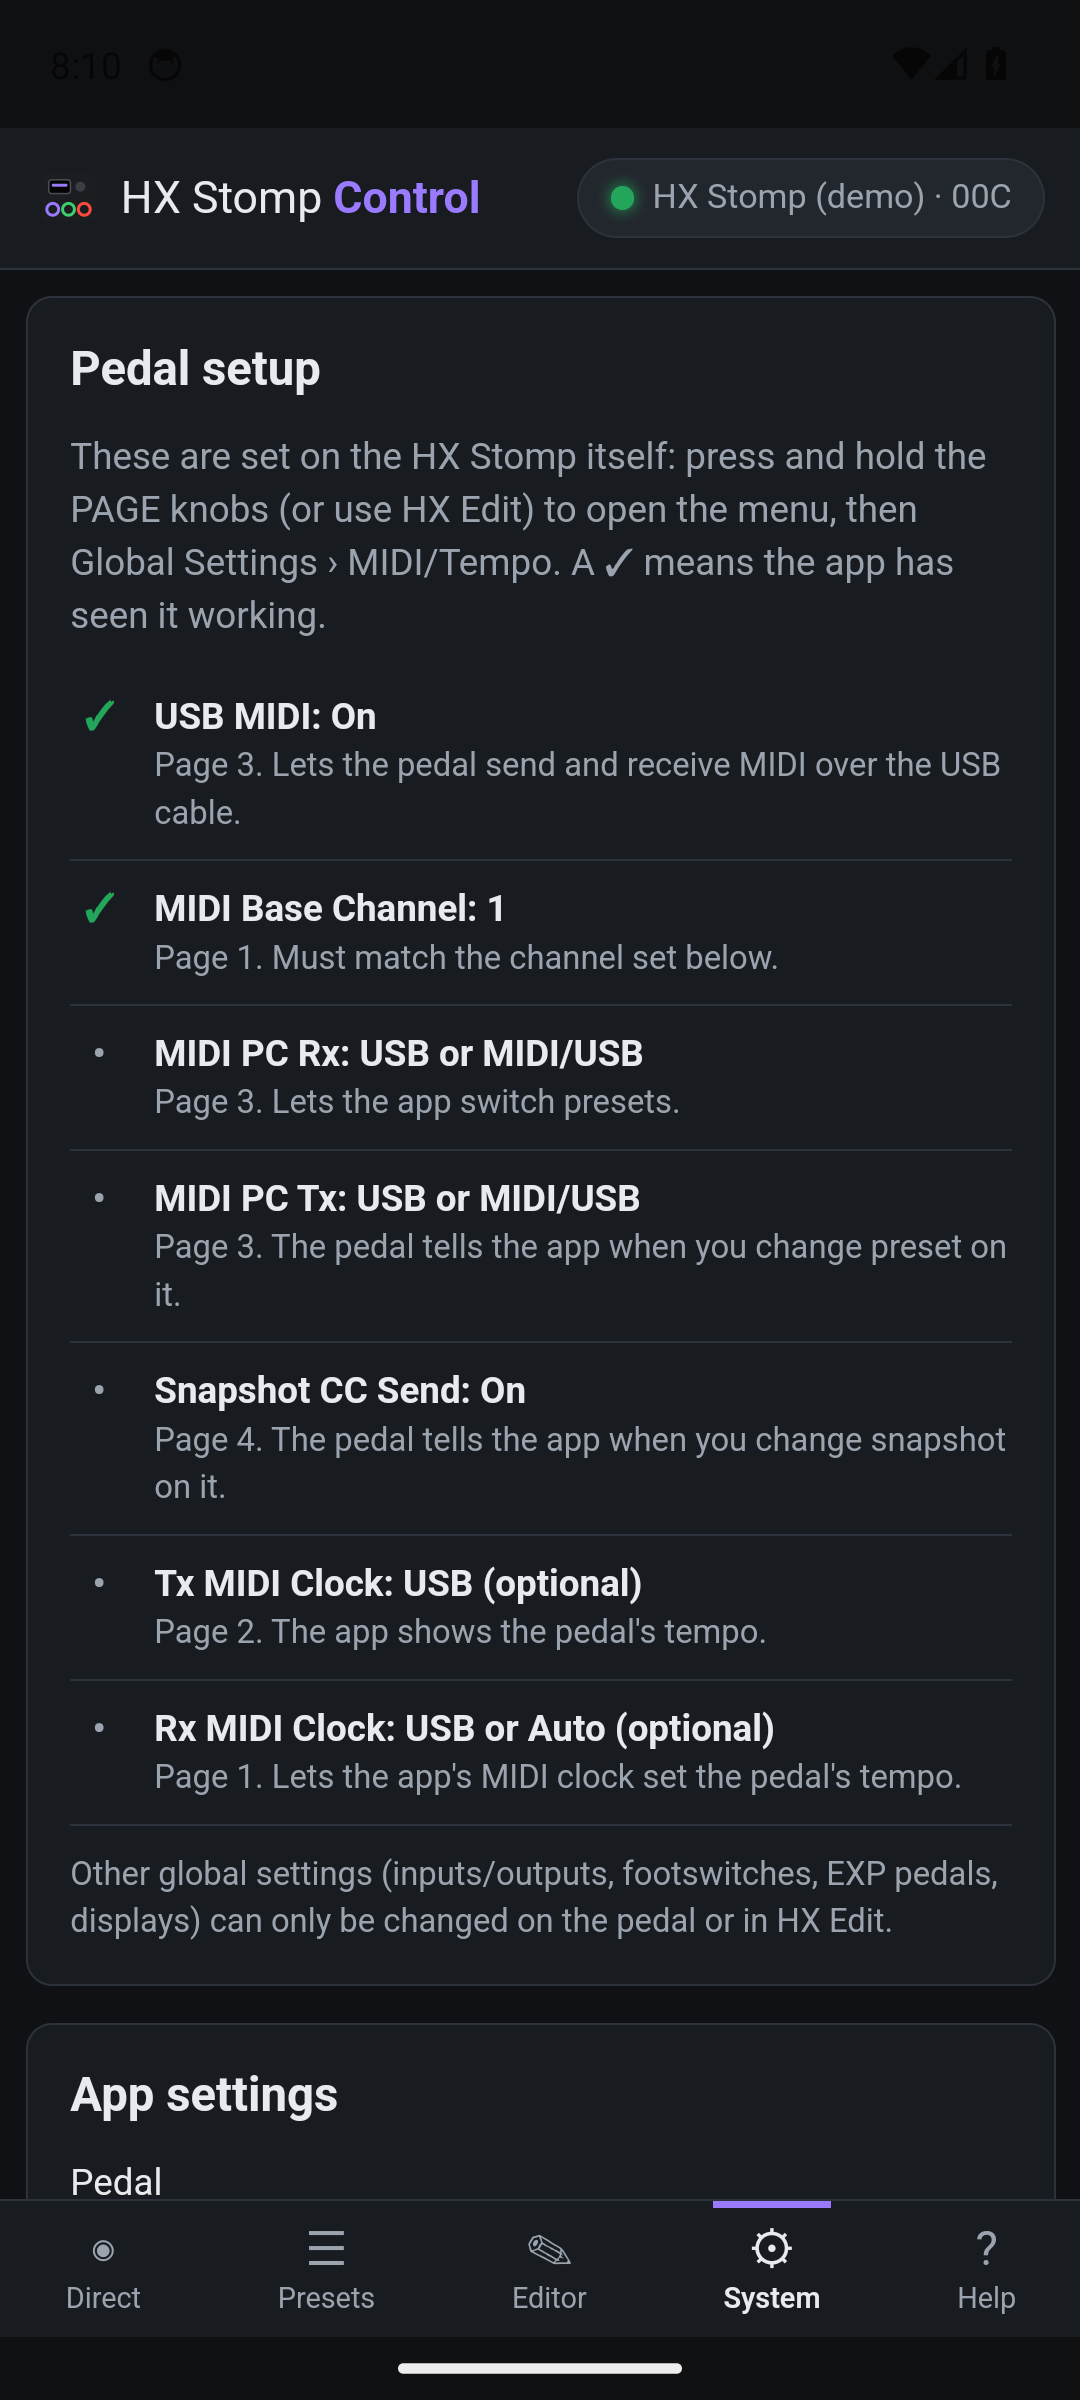 8:10
HX Stomp Control
HX Stomp (demo) · 00C
Pedal setup
These are set on the HX Stomp itself: press and hold the
PAGE knobs (or use HX Edit) to open the menu, then
Global Settings › MIDI/Tempo. A ✓ means the app has
seen it working.
✓ USB MIDI: On
Page 3. Lets the pedal send and receive MIDI over the USB
cable.
✓ MIDI Base Channel: 1
Page 1. Must match the channel set below.
• MIDI PC Rx: USB or MIDI/USB
Page 3. Lets the app switch presets.
• MIDI PC Tx: USB or MIDI/USB
Page 3. The pedal tells the app when you change preset on
it.
• Snapshot CC Send: On
Page 4. The pedal tells the app when you change snapshot
on it.
• Tx MIDI Clock: USB (optional)
Page 2. The app shows the pedal's tempo.
• Rx MIDI Clock: USB or Auto (optional)
Page 1. Lets the app's MIDI clock set the pedal's tempo.
Other global settings (inputs/outputs, footswitches, EXP pedals,
displays) can only be changed on the pedal or in HX Edit.
App settings
Pedal
Direct
Presets
Editor
System
? Help